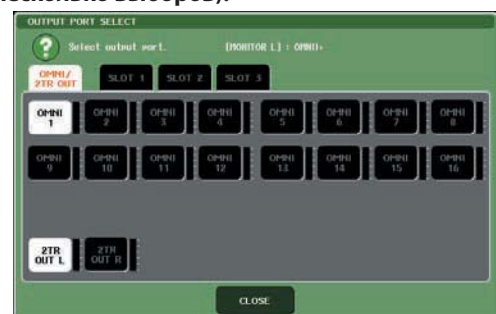 OUTPUT PORT SELECT
Select output port. [MONITOR L] : OMNI1
OMNI/ 2TR OUT SLOT 1 SLOT 2 SLOT 3
OMNI 1 OMNI 2 OMNI 3 OMNI 4 OMNI 5 OMNI 6 OMNI 7 OMNI 8
OMNI 9 OMNI 10 OMNI 11 OMNI 12 OMNI 13 OMNI 14 OMNI 15 OMNI 16
2TR OUT L 2TR OUT R
CLOSE